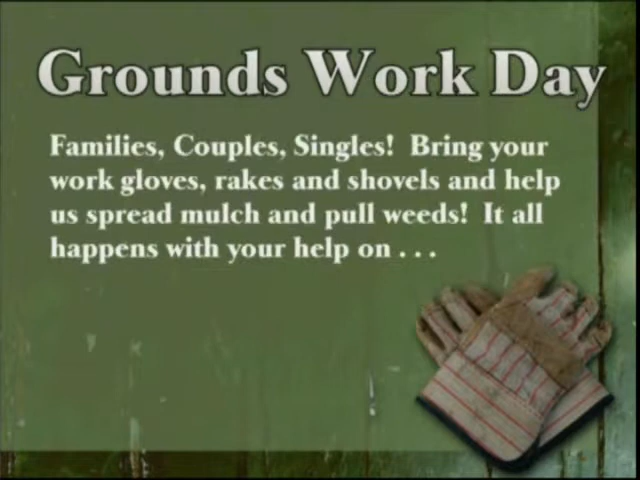 Grounds Work Day
Families, Couples, Singles!  Bring your
work gloves, rakes and shovels and help
us spread mulch and pull weeds!  It all
happens with your help on . . .